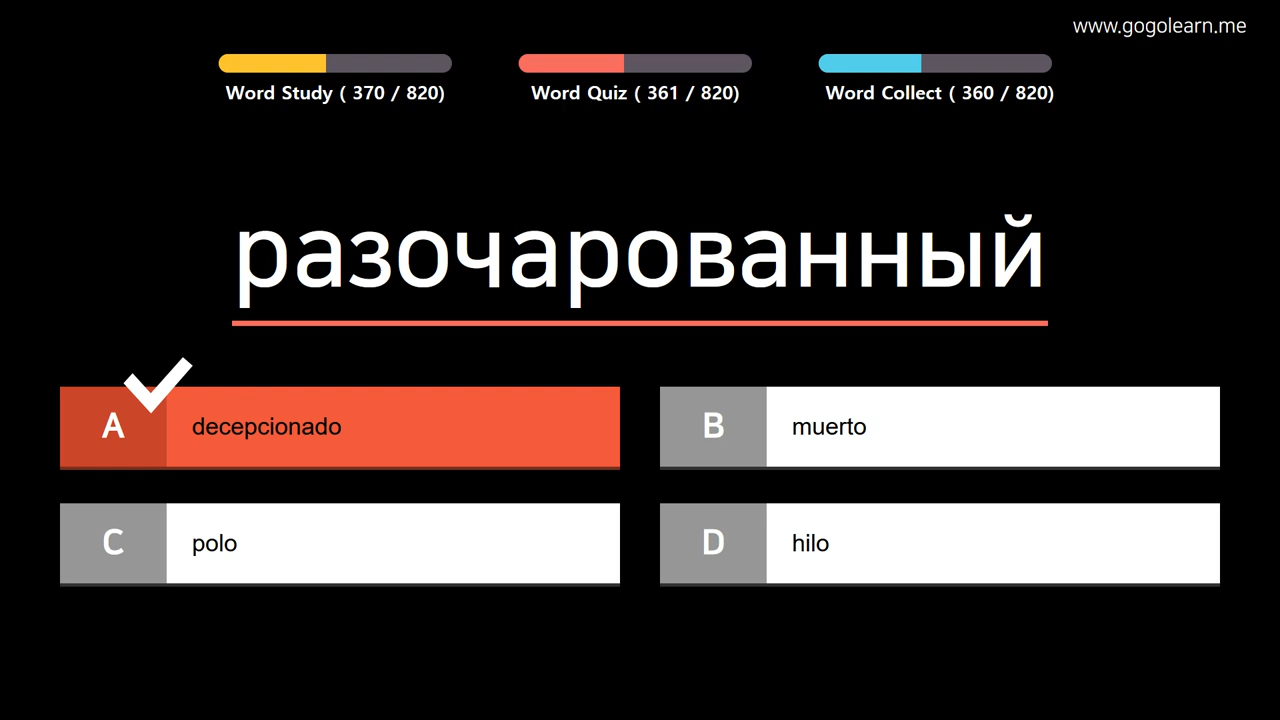 www.gogolearn.me
Word Study ( 370 / 820)
Word Quiz ( 361 / 820)
Word Collect ( 360 / 820)
разочарованный
A decepcionado
B muerto
C polo
D hilo